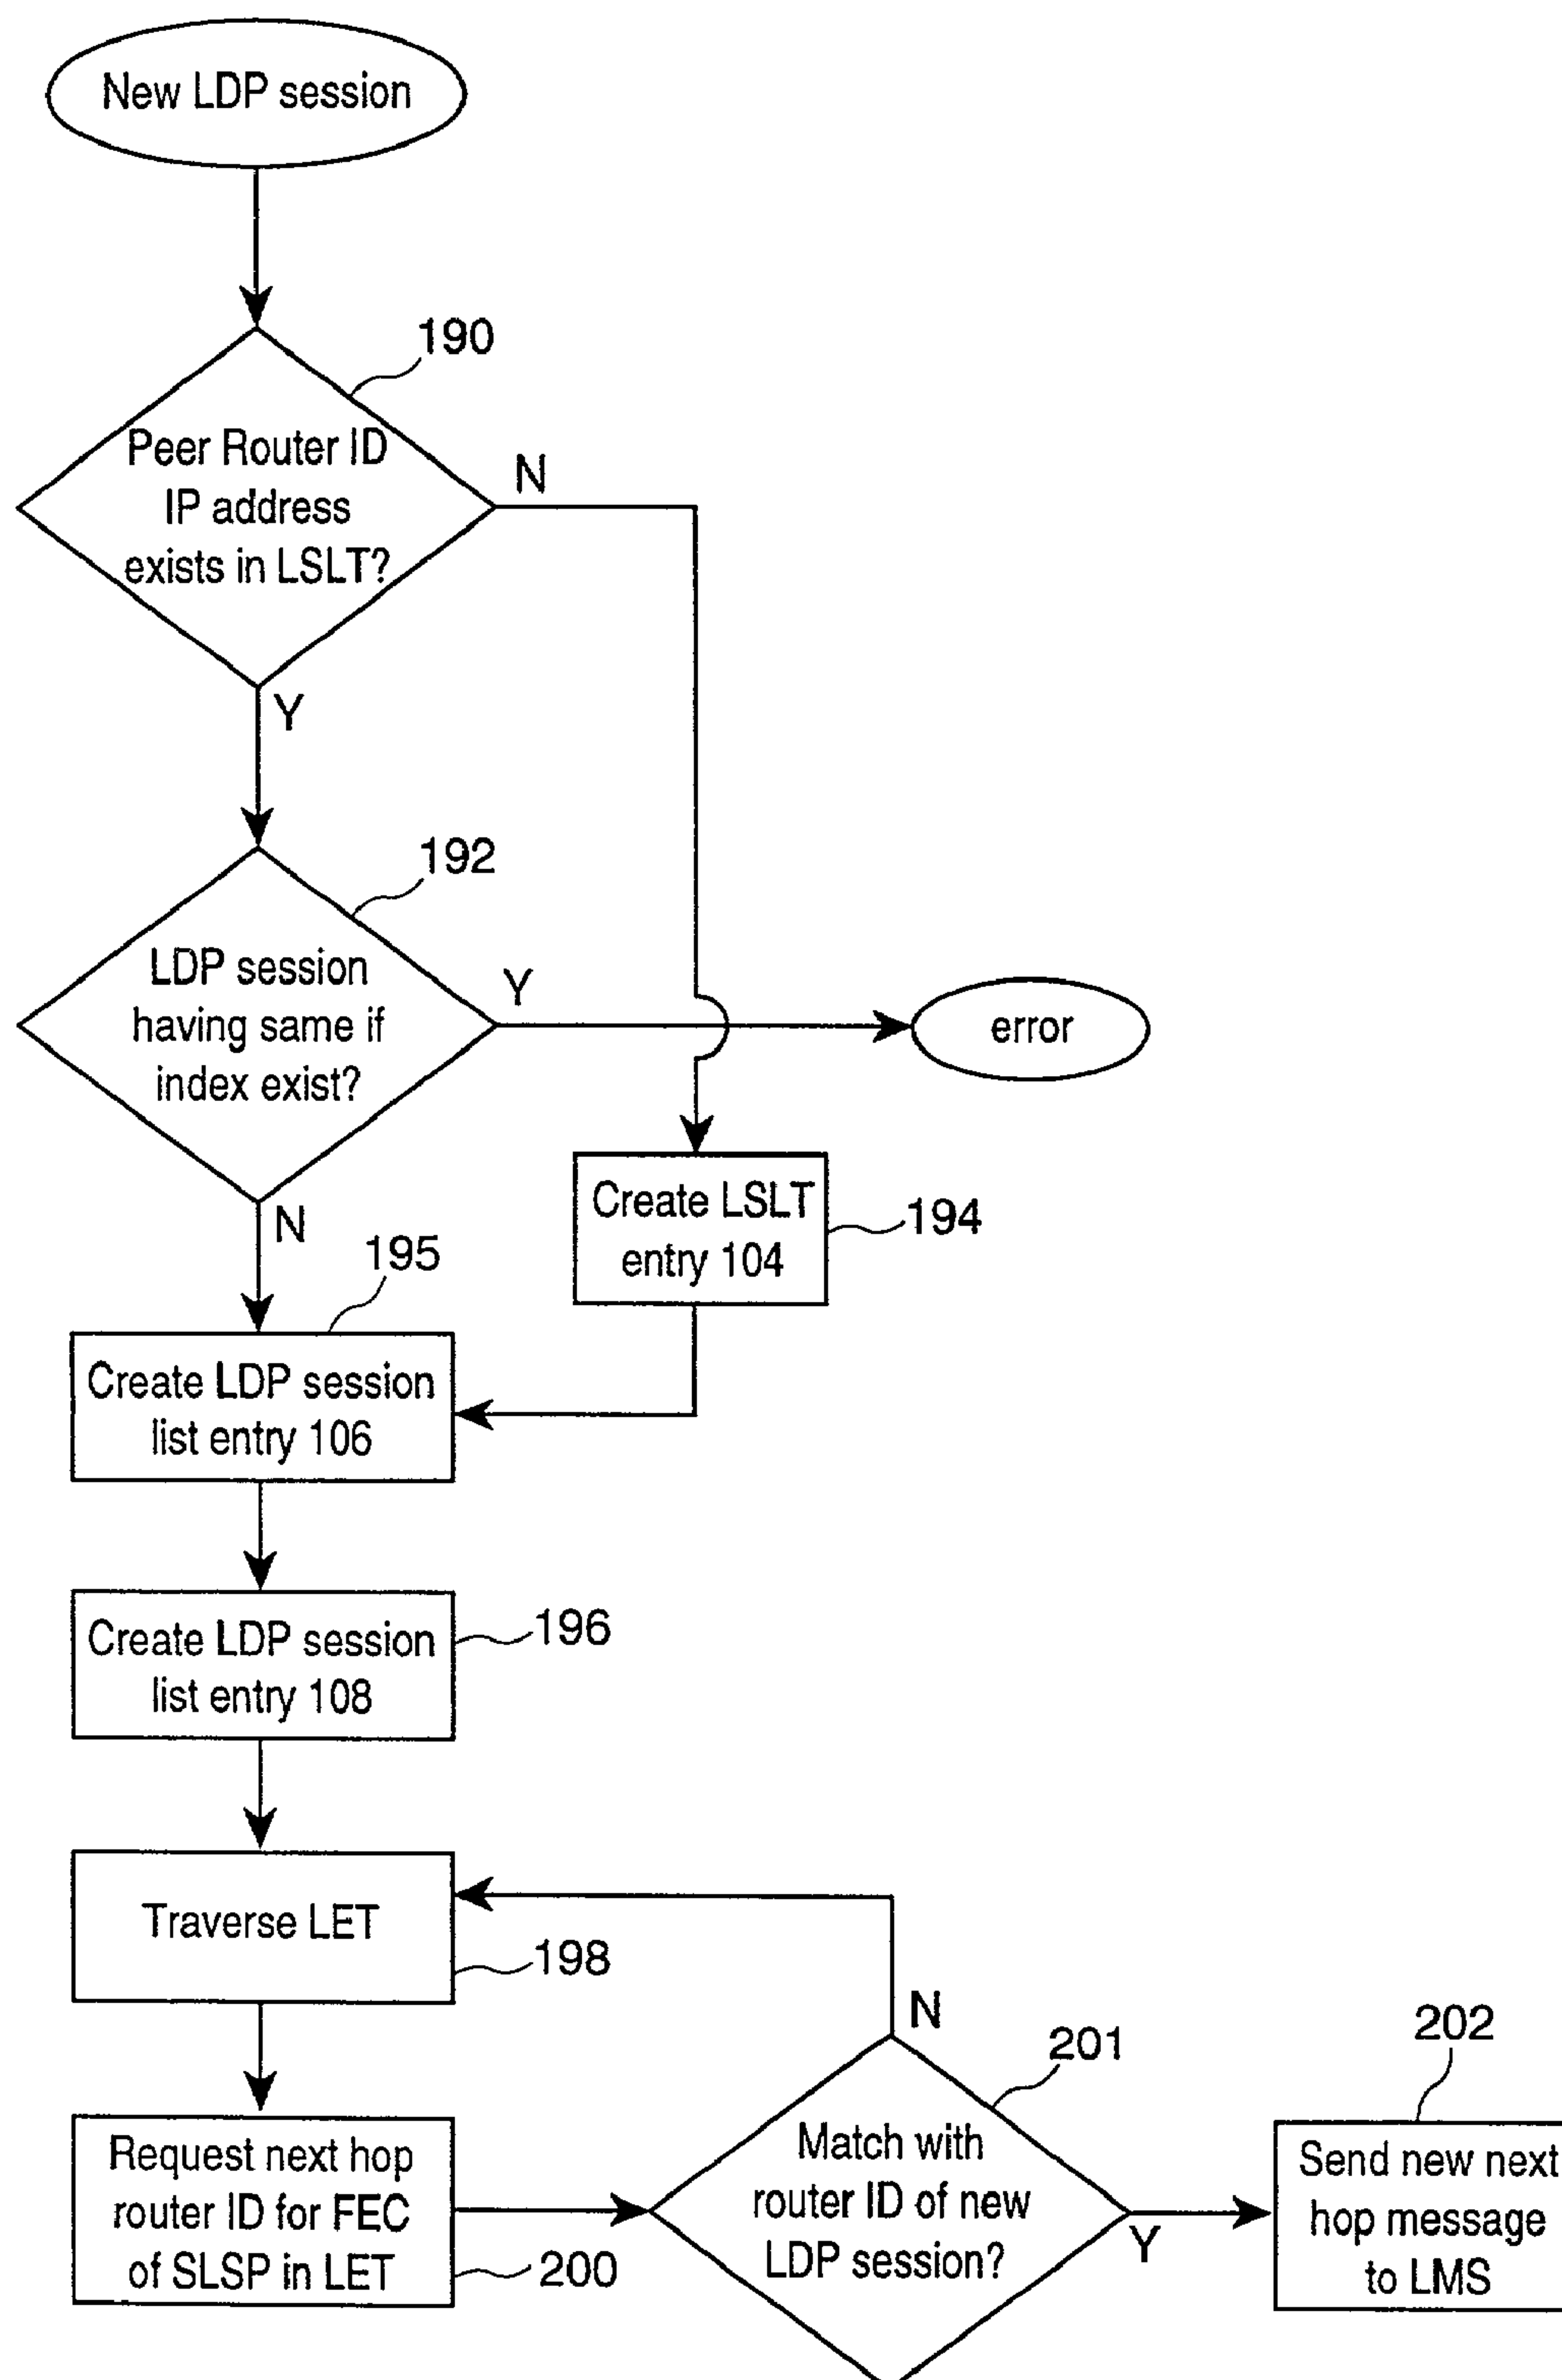 New LDP session
190
Peer Router ID
IP address
exists in LSLT?
N
Y
192
LDP session
having same if
index exist?
Y
error
N
Create LSLT
entry 104
194
195
Create LDP session
list entry 106
Create LDP session
list entry 108
196
Traverse LET
198
N
201
202
Request next hop
router ID for FEC
of SLSP in LET
200
Match with
router ID of new
LDP session?
Y
Send new next
hop message
to LMS